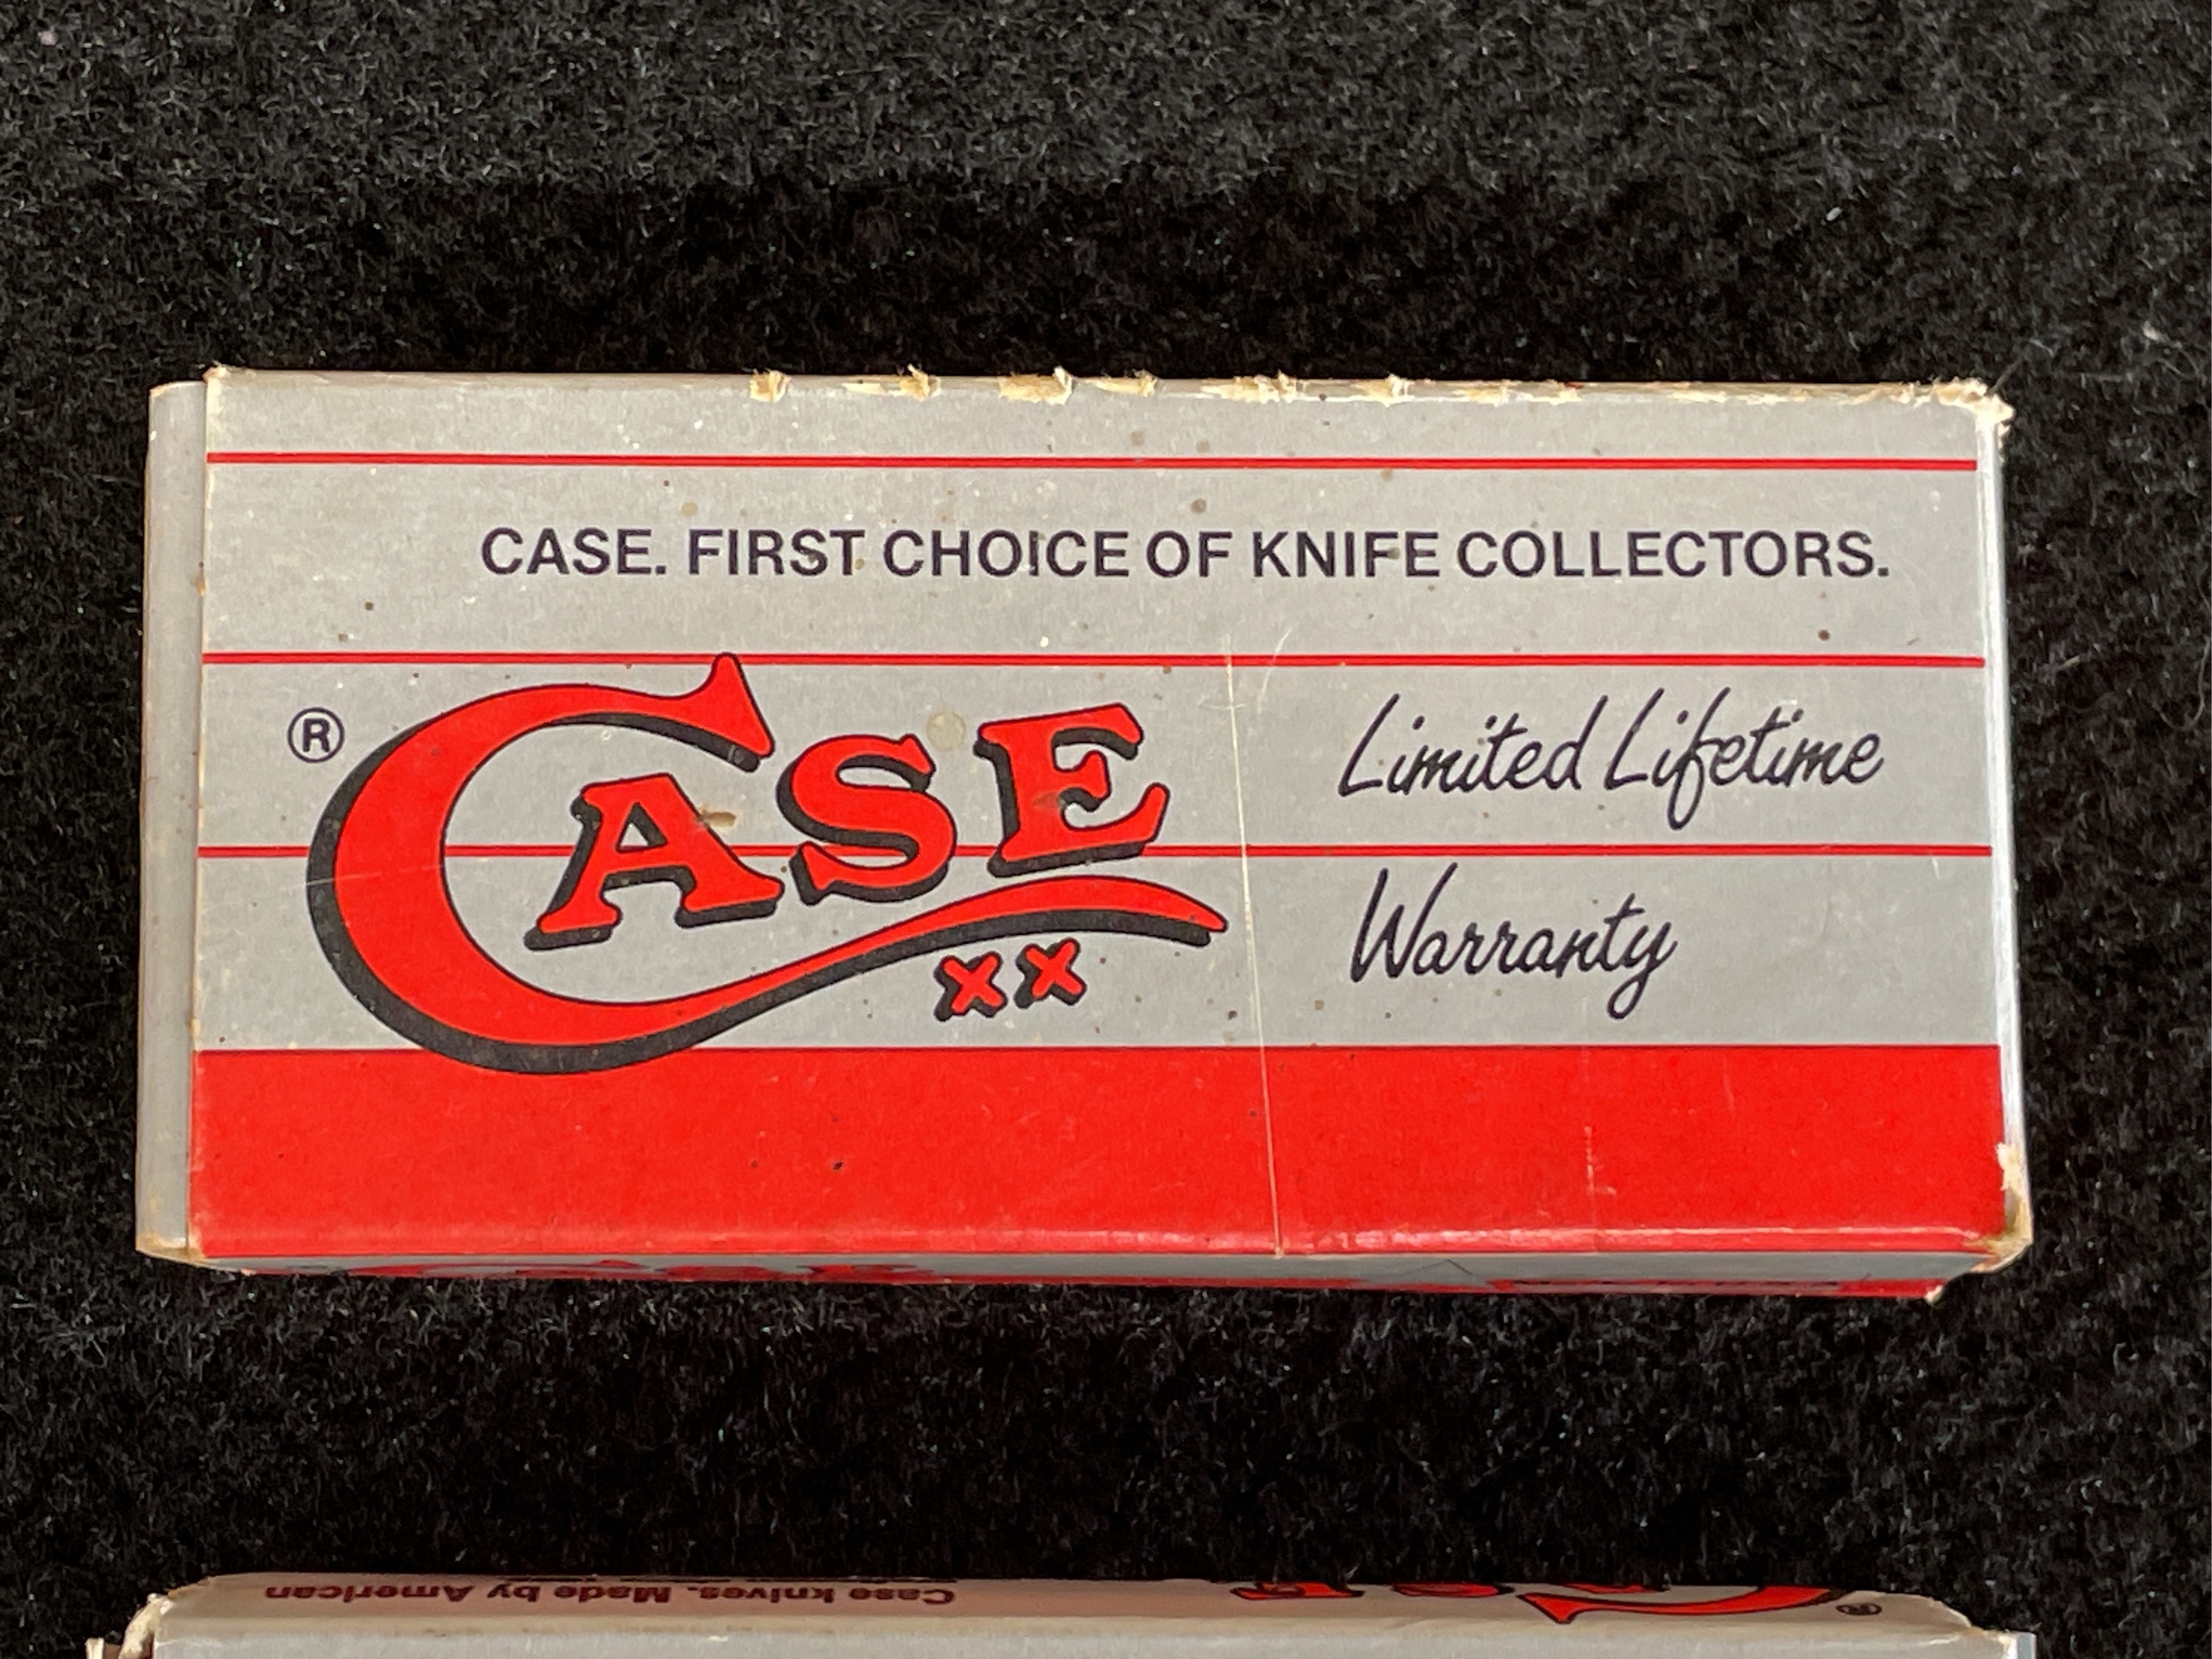 CASE. FIRST CHOICE OF KNIFE COLLECTORS.
®
CASE
XX
Limited Lifetime
Warranty
Case knives. Made by American
®